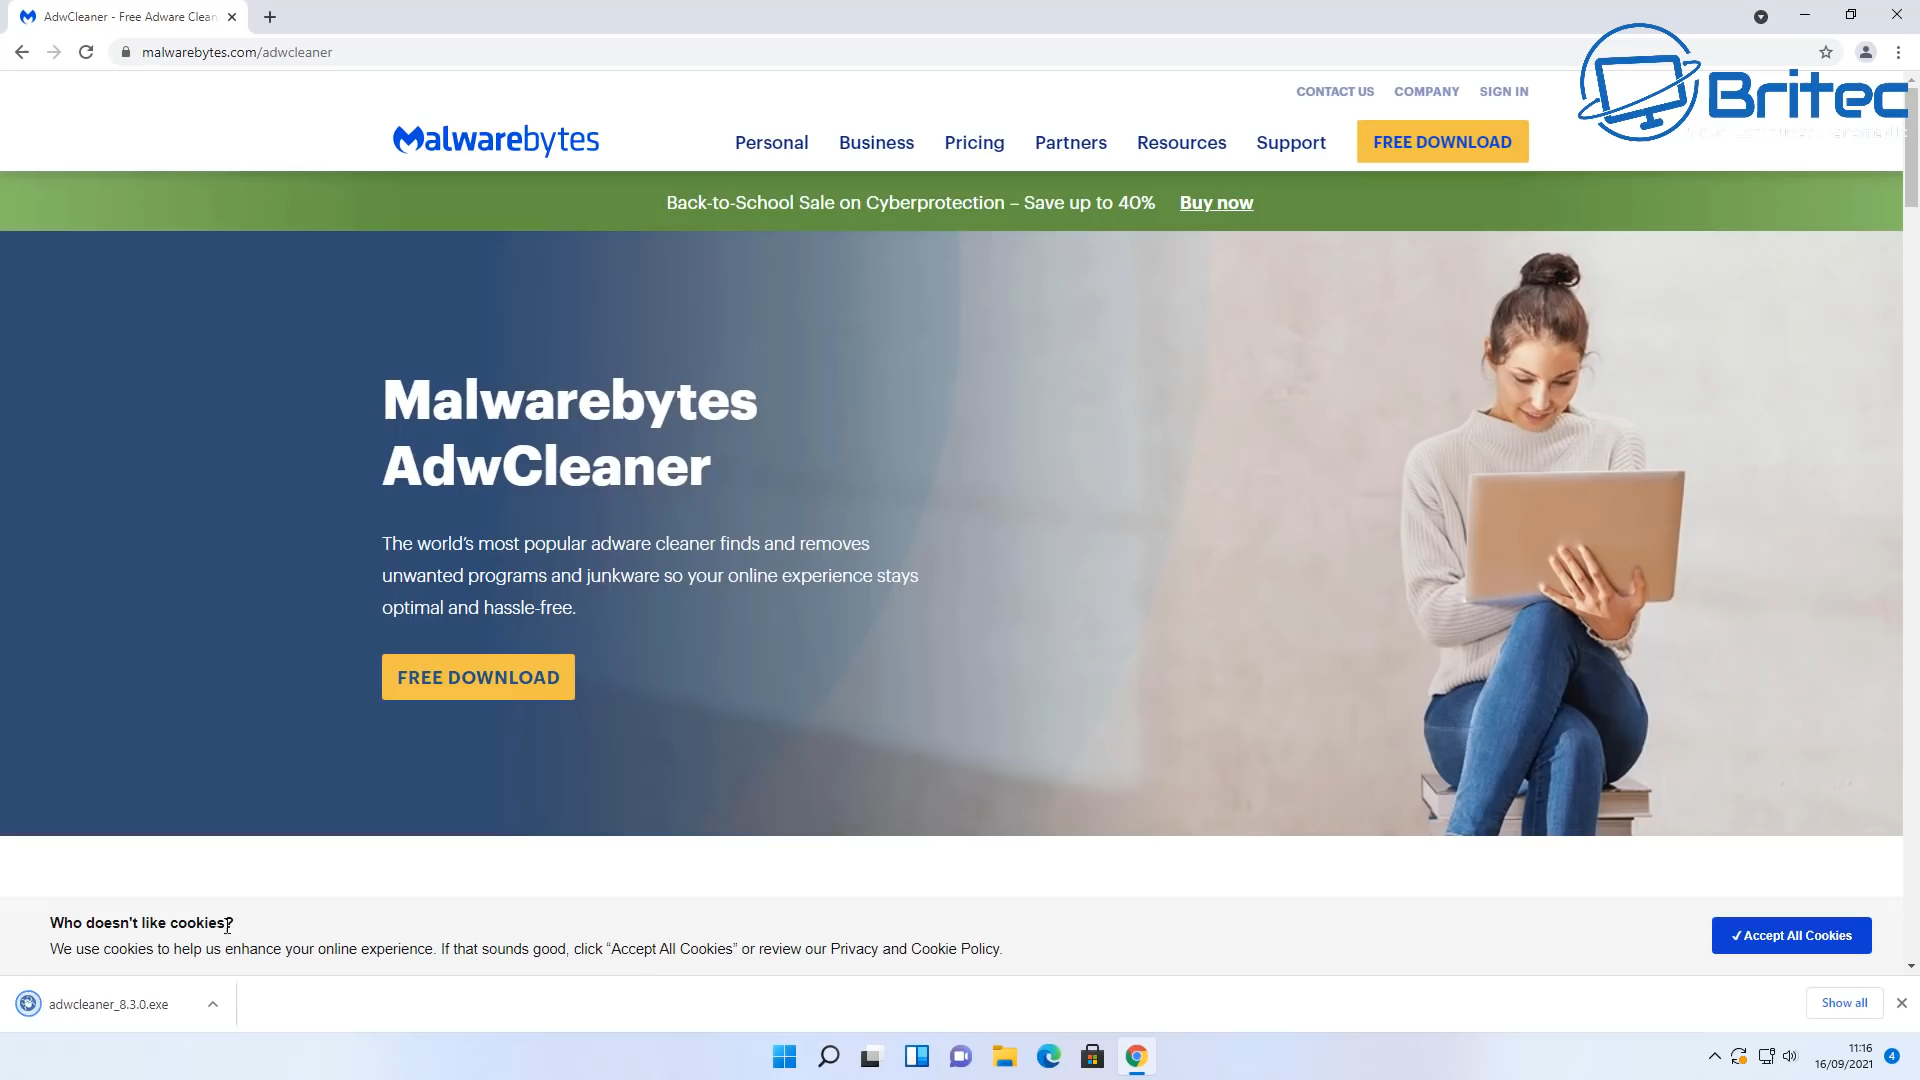 AdwCleaner - Free Adware Clean
malwarebytes.com/adwcleaner
Britec
CONTACT US COMPANY SIGN IN
Malwarebytes
Personal Business Pricing Partners Resources Support FREE DOWNLOAD
Back-to-School Sale on Cyberprotection – Save up to 40% Buy now
Malwarebytes
AdwCleaner
The world's most popular adware cleaner finds and removes
unwanted programs and junkware so your online experience stays
optimal and hassle-free.
FREE DOWNLOAD
Who doesn't like cookies?
We use cookies to help us enhance your online experience. If that sounds good, click “Accept All Cookies” or review our Privacy and Cookie Policy.
✓ Accept All Cookies
adwcleaner_8.3.0.exe
Show all
11:16
16/09/2021
4